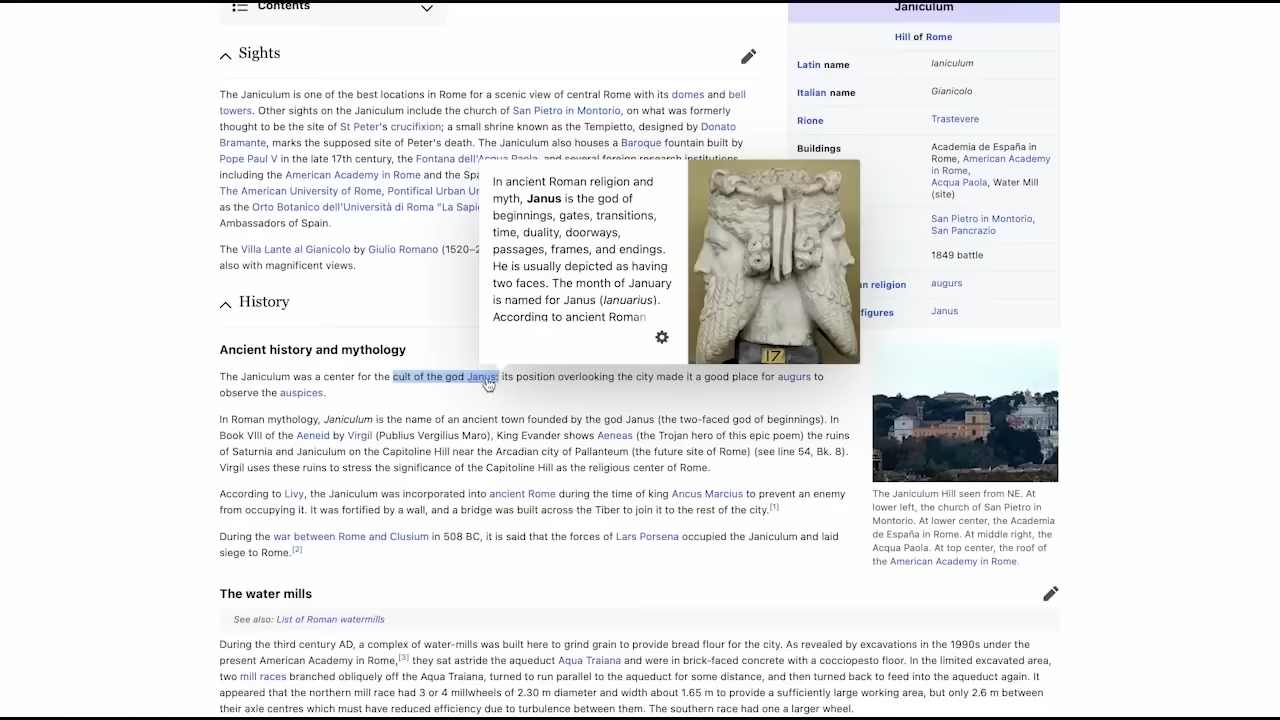 Contents
Sights
The Janiculum is one of the best locations in Rome for a scenic view of central Rome with its domes and bell
towers. Other sights on the Janiculum include the church of San Pietro in Montorio, on what was formerly
thought to be the site of St Peter's crucifixion; a small shrine known as the Tempietto, designed by Donato
Bramante, marks the supposed site of Peter's death. The Janiculum also houses a Baroque fountain built by
Pope Paul V in the late 17th century, the Fontana dell'Acqua Paola, and several foreign research institutions,
including the American Academy in Rome and the Spa
The American University of Rome, Pontifical Urban Un
as the Orto Botanico dell'Università di Roma "La Sapie
Ambassadors of Spain.
The Villa Lante al Gianicolo by Giulio Romano (1520–2
also with magnificent views.
In ancient Roman religion and
myth, Janus is the god of
beginnings, gates, transitions,
time, duality, doorways,
passages, frames, and endings.
He is usually depicted as having
two faces. The month of January
is named for Janus (Ianuarius).
According to ancient Roman
17
History
Ancient history and mythology
The Janiculum was a center for the cult of the god Janus: its position overlooking the city made it a good place for augurs to
observe the auspices.
In Roman mythology, Janiculum is the name of an ancient town founded by the god Janus (the two-faced god of beginnings). In
Book VIII of the Aeneid by Virgil (Publius Vergilius Maro), King Evander shows Aeneas (the Trojan hero of this epic poem) the ruins
of Saturnia and Janiculum on the Capitoline Hill near the Arcadian city of Pallanteum (the future site of Rome) (see line 54, Bk. 8).
Virgil uses these ruins to stress the significance of the Capitoline Hill as the religious center of Rome.
According to Livy, the Janiculum was incorporated into ancient Rome during the time of king Ancus Marcius to prevent an enemy
from occupying it. It was fortified by a wall, and a bridge was built across the Tiber to join it to the rest of the city.[1]
During the war between Rome and Clusium in 508 BC, it is said that the forces of Lars Porsena occupied the Janiculum and laid
siege to Rome.[2]
The water mills
See also: List of Roman watermills
During the third century AD, a complex of water-mills was built here to grind grain to provide bread flour for the city. As revealed by excavations in the 1990s under the
present American Academy in Rome,[3] they sat astride the aqueduct Aqua Traiana and were in brick-faced concrete with a cocciopesto floor. In the limited excavated area,
two mill races branched obliquely off the Aqua Traiana, turned to run parallel to the aqueduct for some distance, and then turned back to feed into the aqueduct again. It
appeared that the northern mill race had 3 or 4 millwheels of 2.30 m diameter and width about 1.65 m to provide a sufficiently large working area, but only 2.6 m between
their axle centres which must have reduced efficiency due to turbulence between them. The southern race had one a larger wheel.
Janiculum
Hill of Rome
Latin name Ianiculum
Italian name Gianicolo
Rione Trastevere
Buildings Academia de España in
Rome, American Academy
in Rome,
Acqua Paola, Water Mill
(site)
San Pietro in Montorio,
San Pancrazio
1849 battle
an religion augurs
figures Janus
The Janiculum Hill seen from NE. At
lower left, the church of San Pietro in
Montorio. At lower center, the Academia
de España in Rome. At middle right, the
Acqua Paola. At top center, the roof of
the American Academy in Rome.